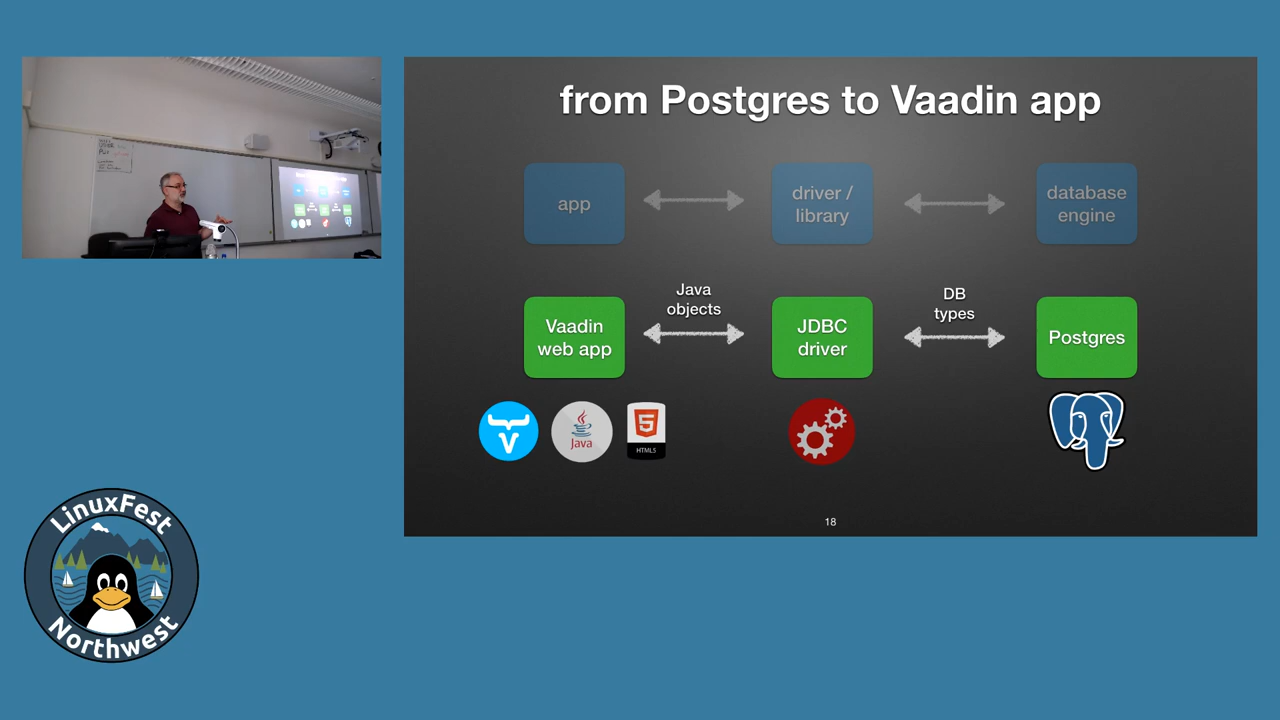 from Postgres to Vaadin app
app
driver /
library
database
engine
Java
objects
DB
types
Vaadin
web app
JDBC
driver
Postgres
Java
5
HTML5
18
LinuxFest
Northwest